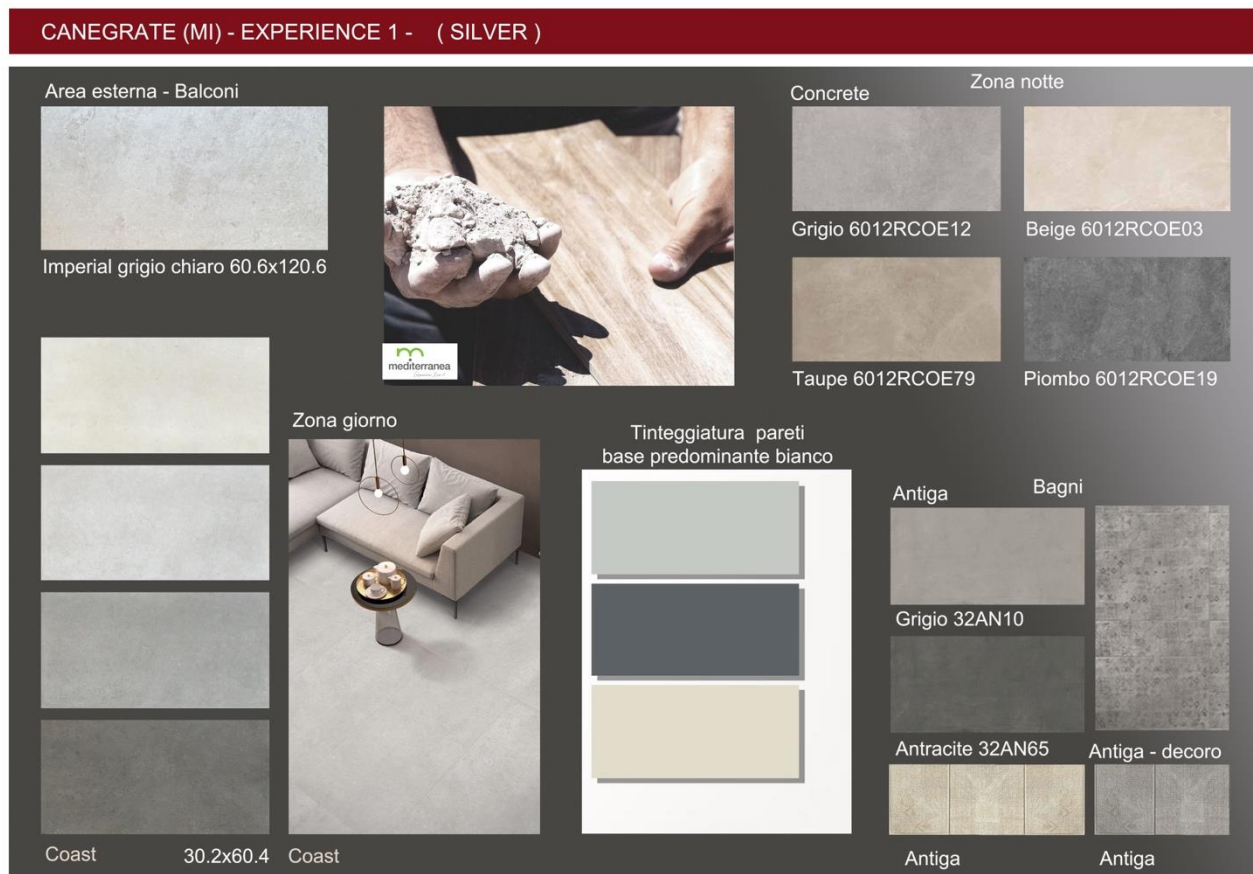 CANEGRATE (MI) - EXPERIENCE 1 - ( SILVER )
Area esterna - Balconi
Imperial grigio chiaro 60.6x120.6
mediterranea
Concrete
Zona notte
Grigio 6012RCOE12
Beige 6012RCOE03
Taupe 6012RCOE79
Piombo 6012RCOE19
Zona giorno
Tinteggiatura pareti
base predominante bianco
Antiga
Bagni
Grigio 32AN10
Antracite 32AN65
Antiga - decoro
Coast
30.2x60.4
Coast
Antiga
Antiga